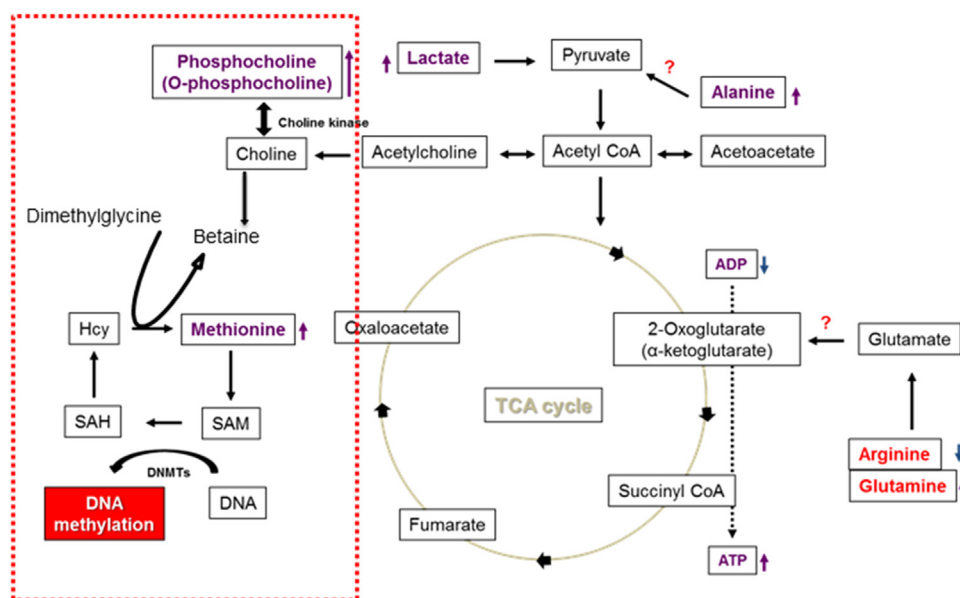 Phosphocholine
(O-phosphocholine)
Lactate
Pyruvate
?
Alanine
Choline kinase
Choline
Acetylcholine
Acetyl CoA
Acetoacetate
Dimethylglycine
Betaine
ADP
Hcy
Methionine
Oxaloacetate
2-Oxoglutarate
(α-ketoglutarate)
?
Glutamate
TCA cycle
SAH
SAM
DNMTs
Arginine
Glutamine
DNA
methylation
DNA
Succinyl CoA
Fumarate
ATP